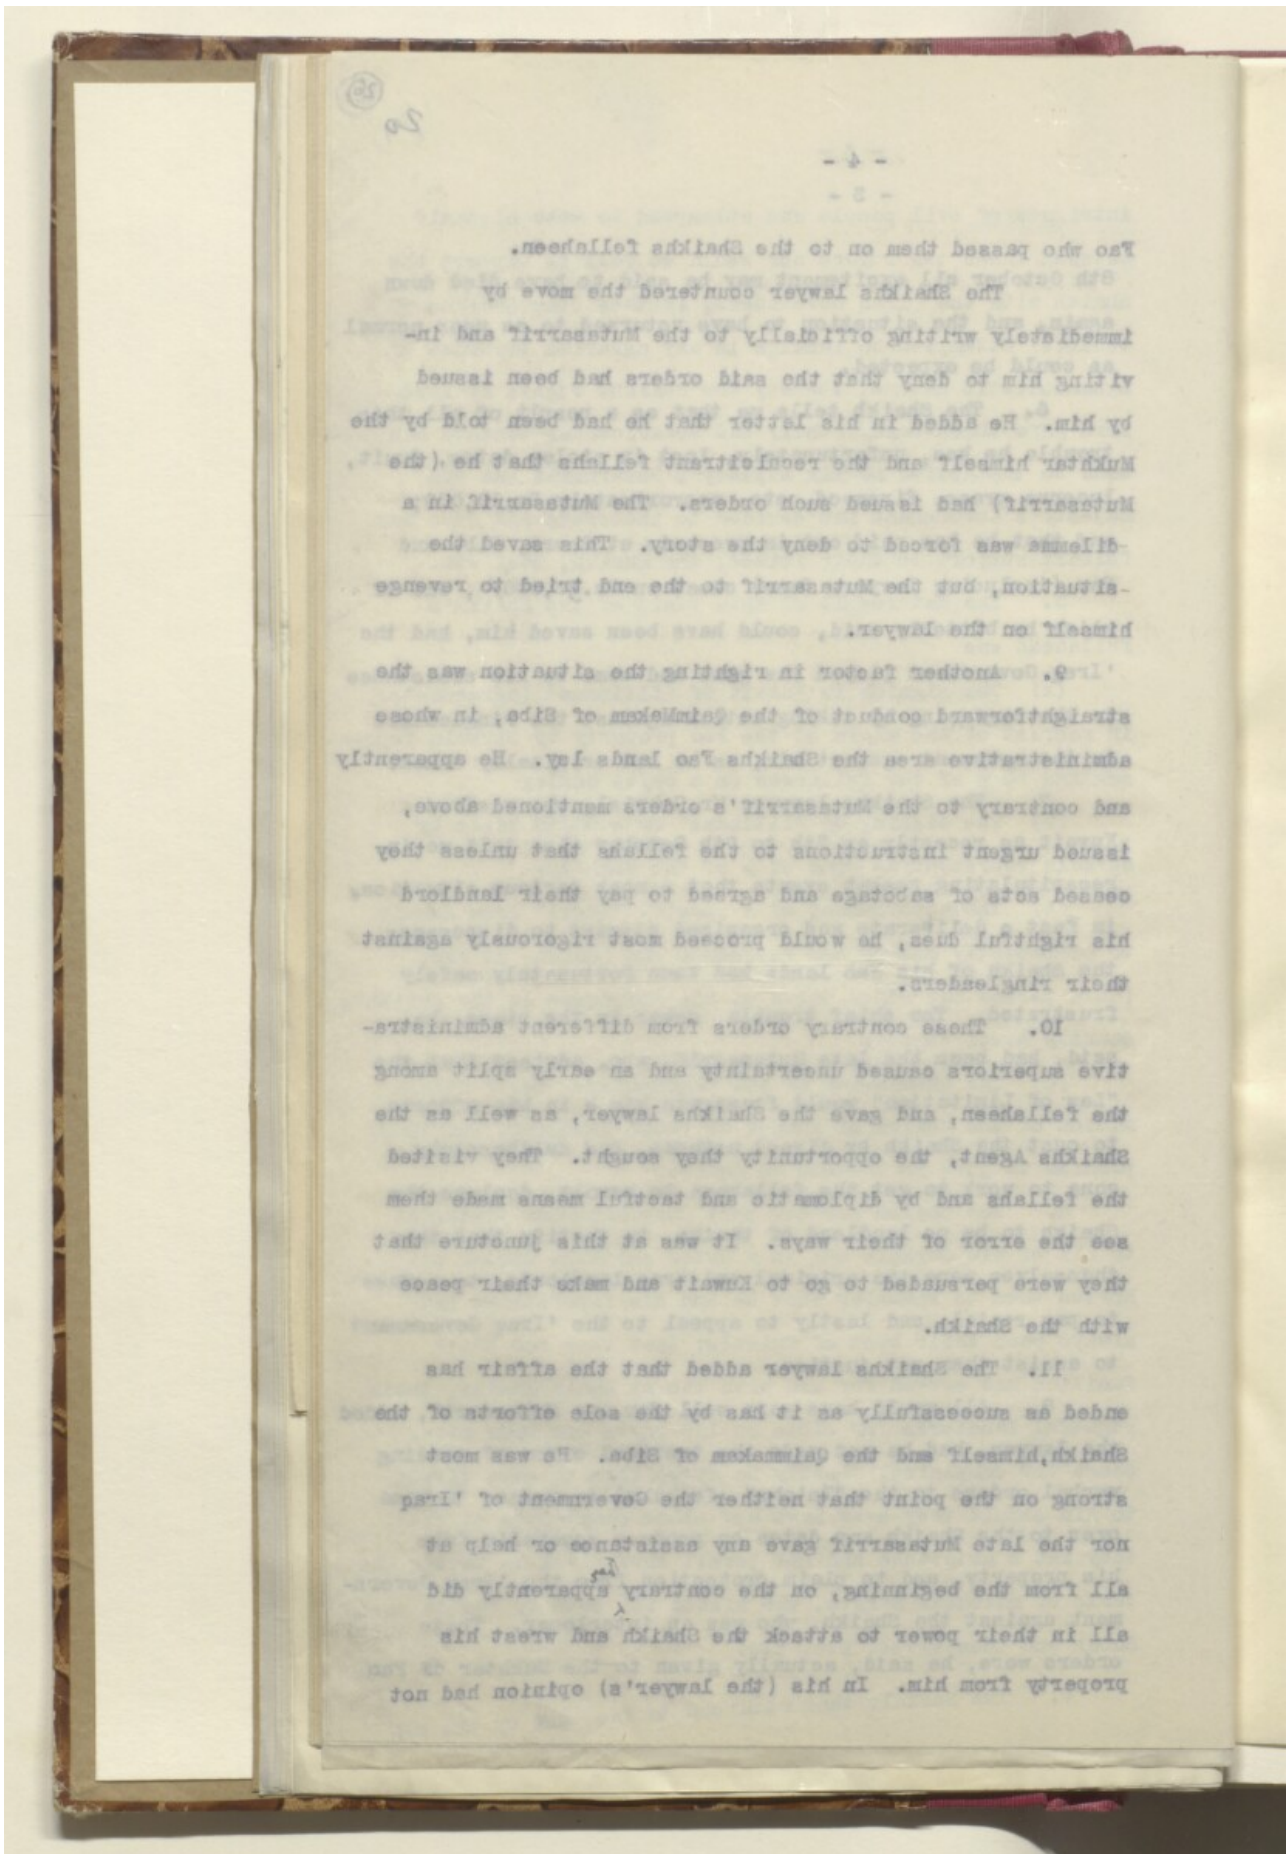 26
20
- 4 -
- 3 -
Fao who passed them on to the Shaikhs fellaheen.
The Shaikhs lawyer countered the move by
immediately writing officially to the Mutasarrif and in-
viting him to deny that the said orders had been issued
by him. He added in his letter that he had been told by the
Mukhtar himself and the recalcitrant fellahs that he (the
Mutasarrif) had issued such orders. The Mutasarrif in a
dilemma was forced to deny the story. This saved the
situation, but the Mutasarrif to the end tried to revenge
himself on the lawyer.
9. Another factor in righting the situation was the
straightforward conduct of the QaimMakam of Siba, in whose
administrative area the Shaikhs Fao lands lay. He apparently
and contrary to the Mutasarrif's orders mentioned above,
issued urgent instructions to the fellahs that unless they
ceased acts of sabotage and agreed to pay their landlord
his rightful dues, he would proceed most rigorously against
their ringleaders.
10. These contrary orders from different administra-
tive superiors caused uncertainty and an early split among
the fellaheen, and gave the Shaikhs lawyer, as well as the
Shaikhs Agent, the opportunity they sought. They visited
the fellahs and by diplomatic and tactful means made them
see the error of their ways. It was at this juncture that
they were persuaded to go to Kuwait and make their peace
with the Shaikh.
11. The Shaikhs lawyer added that the affair has
ended as successfully as it has by the sole efforts of the
Shaikh,himself and the Qaimmakam of Siba. He was most
strong on the point that neither the Government of 'Iraq
nor the late Mutasarrif gave any assistance or help at
all from the beginning, on the contrary they apparently did
all in their power to attack the Shaikh and wrest his
property from him. In his (the lawyer's) opinion had not